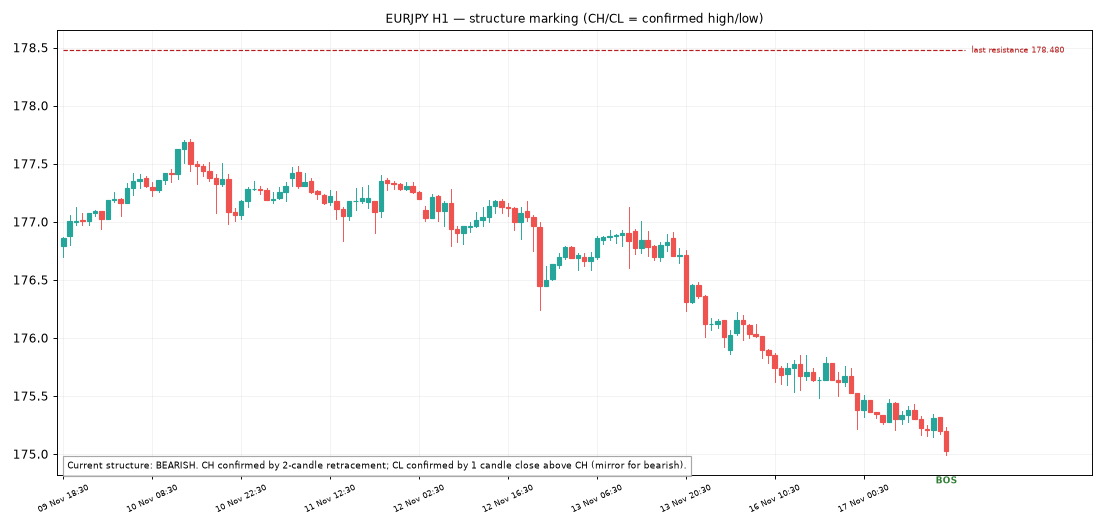 EURJPY H1 — structure marking (CH/CL = confirmed high/low)
178.5
last resistance 178.480
178.0
177.5
177.0
176.5
176.0
175.5
175.0
Current structure: BEARISH. CH confirmed by 2-candle retracement; CL confirmed by 1 candle close above CH (mirror for bearish).
BOS
09 Nov 18:30
10 Nov 08:30
10 Nov 22:30
11 Nov 12:30
12 Nov 02:30
12 Nov 16:30
13 Nov 06:30
13 Nov 20:30
16 Nov 10:30
17 Nov 00:30